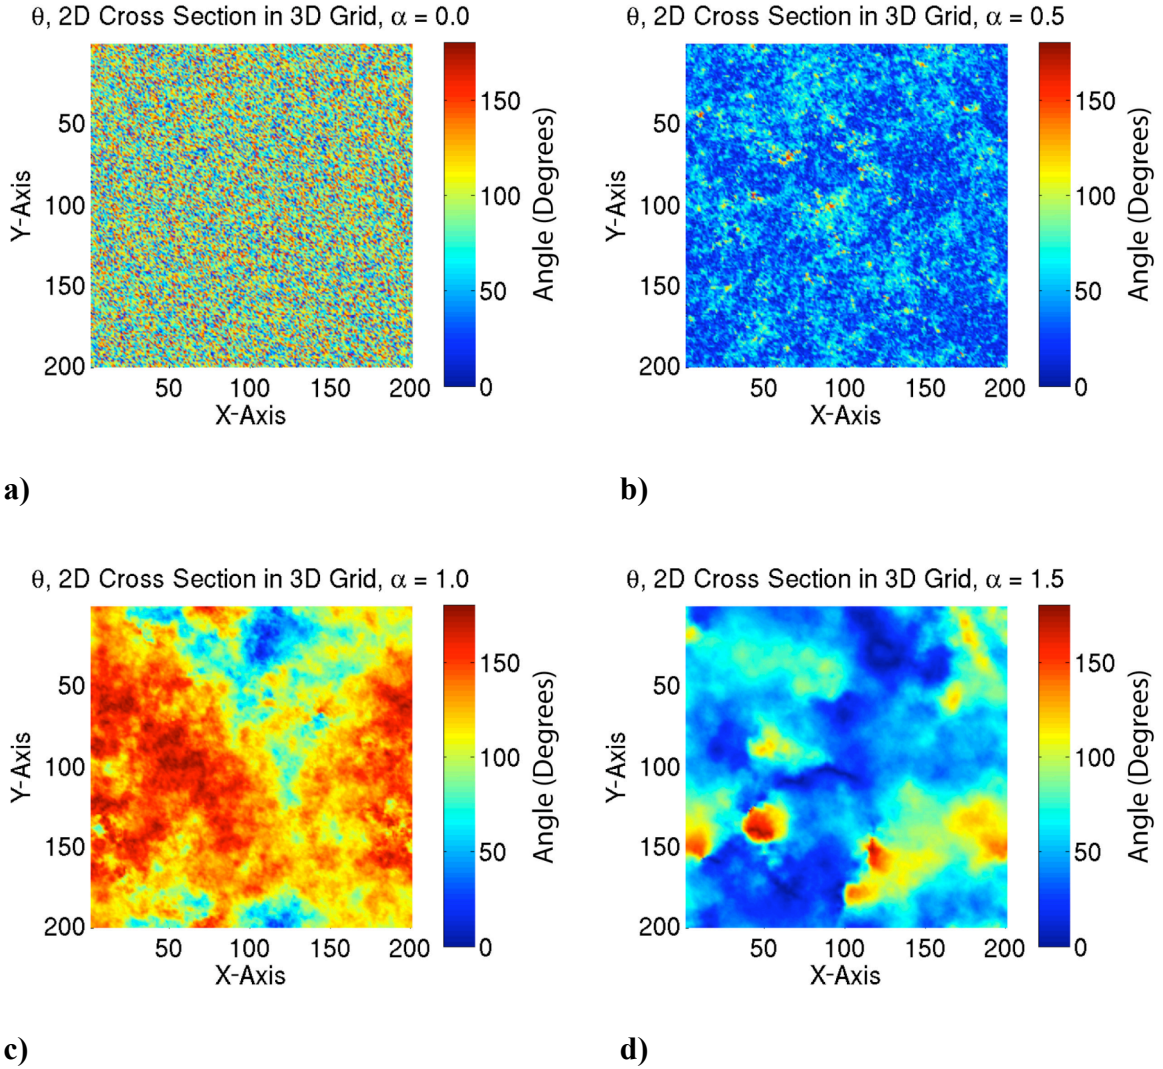 θ, 2D Cross Section in 3D Grid, α = 0.0
150
100
50
0
Angle (Degrees)
50
100
150
200
Y-Axis
50 100 150 200
X-Axis
a)
θ, 2D Cross Section in 3D Grid, α = 0.5
150
100
50
0
Angle (Degrees)
50
100
150
200
Y-Axis
50 100 150 200
X-Axis
b)
θ, 2D Cross Section in 3D Grid, α = 1.0
150
100
50
0
Angle (Degrees)
50
100
150
200
Y-Axis
50 100 150 200
X-Axis
c)
θ, 2D Cross Section in 3D Grid, α = 1.5
150
100
50
0
Angle (Degrees)
50
100
150
200
Y-Axis
50 100 150 200
X-Axis
d)